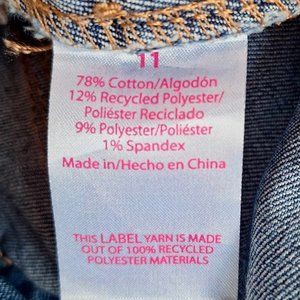 11
78% Cotton/Algodón
12% Recycled Polyester/
Poliéster Reciclado
9% Polyester/Poliéster
1% Spandex
Made in/Hecho en China
THIS LABEL YARN IS MADE
OUT OF 100% RECYCLED
POLYESTER MATERIALS